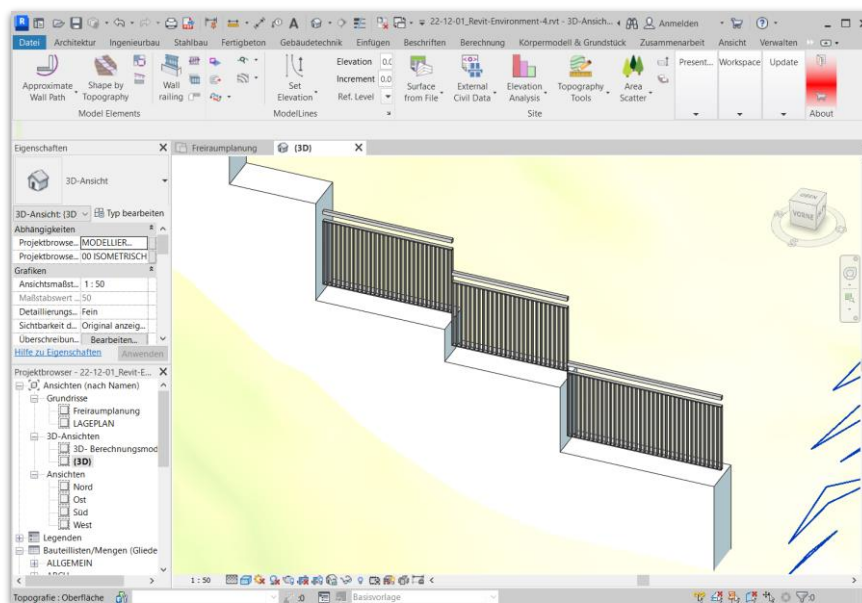 22-12-01_Revit-Environment-4.rvt - 3D-Ansich...
Anmelden
Datei Architektur Ingenieurbau Stahlbau Fertigbeton Gebäudetechnik Einfügen Beschriften Berechnung Körpermodell & Grundstück Zusammenarbeit Ansicht Verwalten
Approximate Wall Path
Shape by Topography
Wall railing
Set Elevation
Elevation 0.0
Increment 0.0
Ref. Level
Surface from File
External Civil Data
Elevation Analysis
Topography Tools
Area Scatter
Present...
Workspace
Update
Model Elements
ModelLines
Site
About
Eigenschaften
Freiraumplanung
(3D)
3D-Ansicht
3D-Ansicht: (3D
Typ bearbeiten
Abhängigkeiten
Projektbrowse... MODELLIER...
Projektbrowse... 00 ISOMETRISCH
Grafiken
Ansichtsmaßst... 1 : 50
Maßstabswert ... 50
Detaillierungs... Fein
Sichtbarkeit d... Original anzeig...
Überschreibun... Bearbeiten...
Hilfe zu Eigenschaften
Anwenden
Projektbrowser - 22-12-01_Revit-E...
Ansichten (nach Namen)
Grundrisse
Freiraumplanung
LAGEPLAN
3D-Ansichten
3D- Berechnungsmod
(3D)
Ansichten
Nord
Ost
Süd
West
Legenden
Bauteillisten/Mengen (Gliede
ALLGEMEIN
VORNE
1 : 50
Topografie : Oberfläche
:0
Basisvorlage
:0